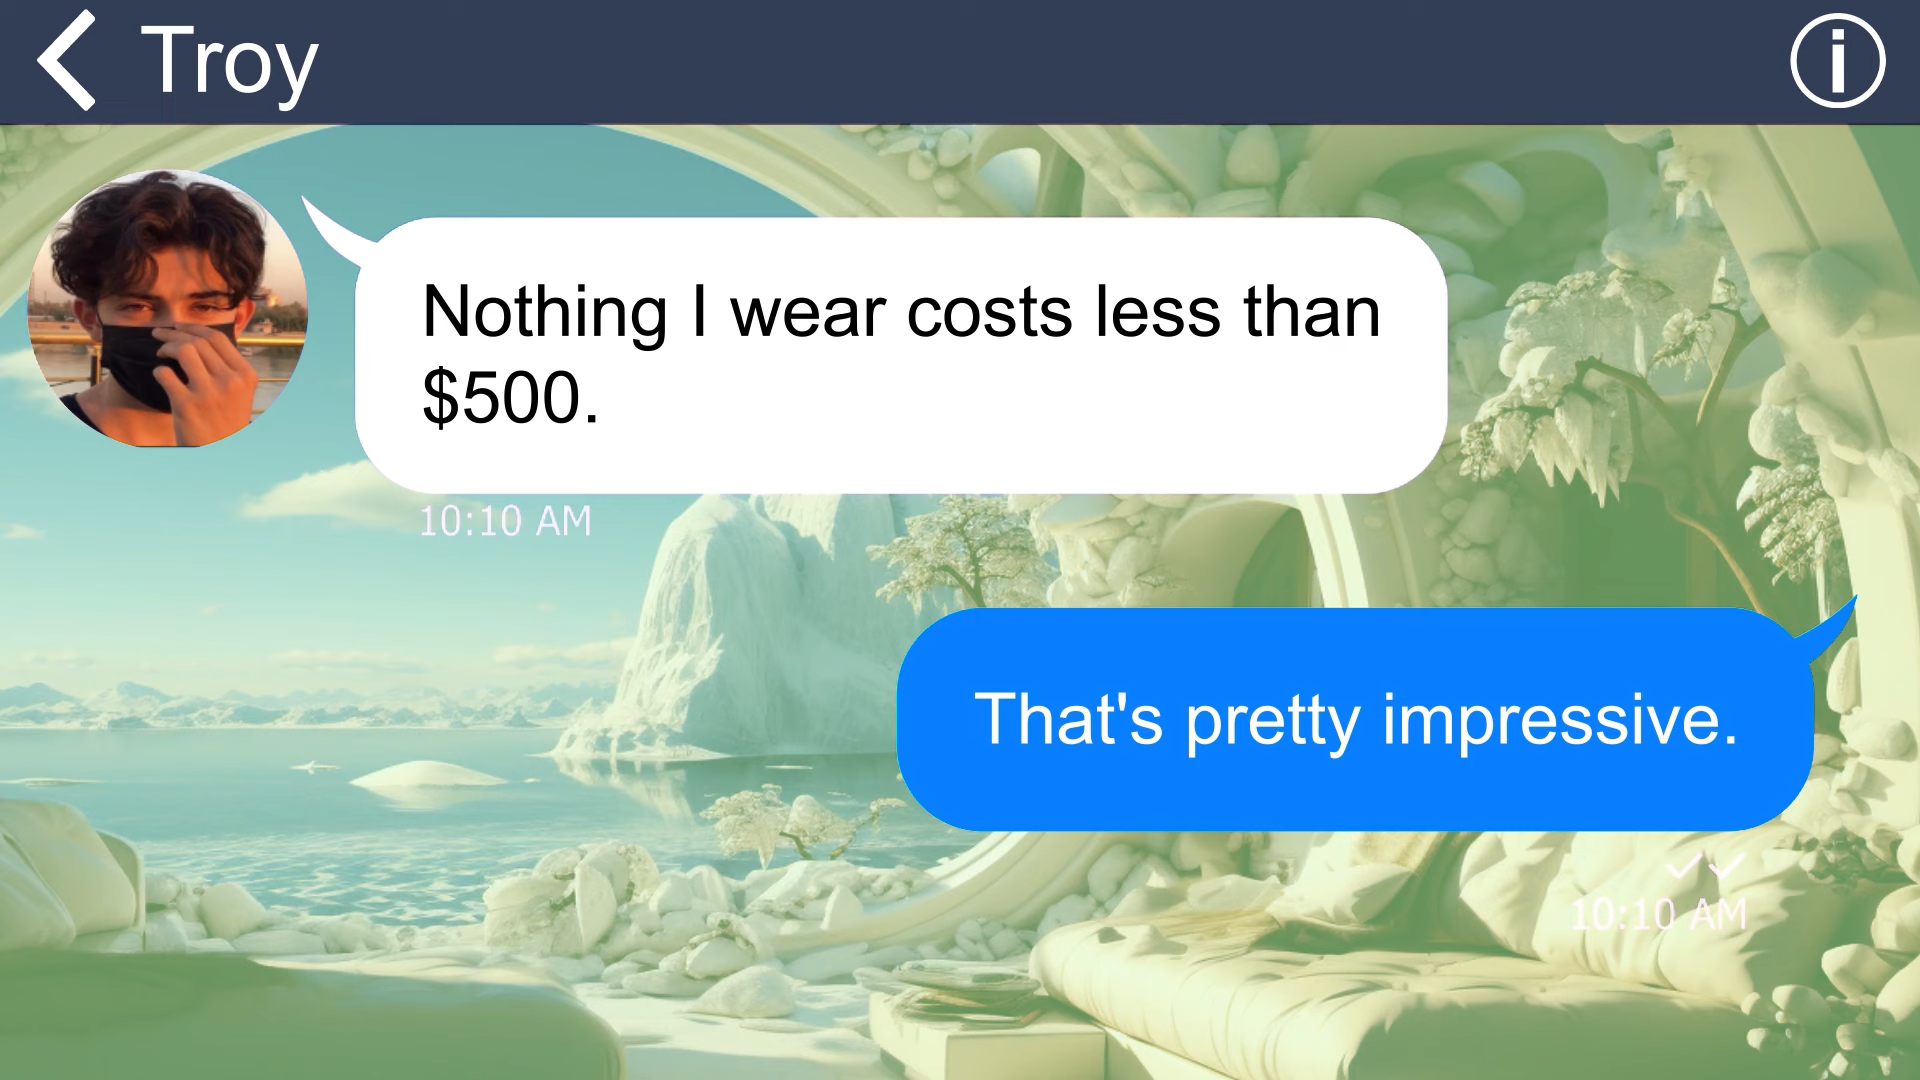 Troy
Nothing I wear costs less than
$500.
10:10 AM
That's pretty impressive.
10:10 AM